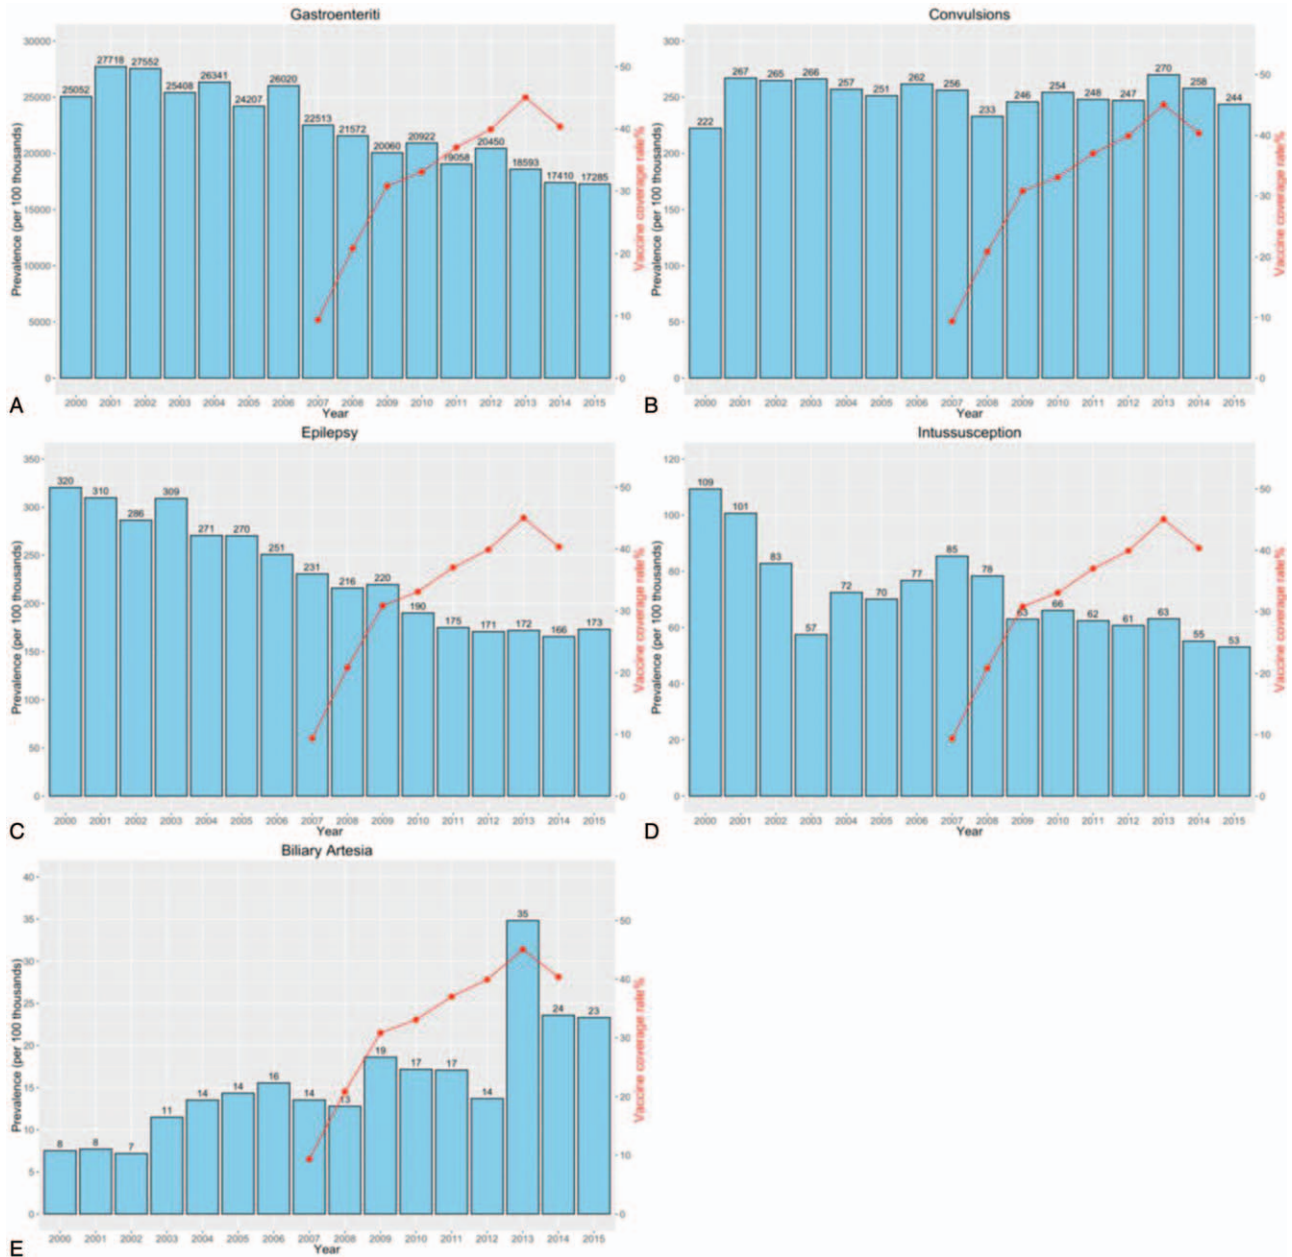 Gastroenteriti
Prevalence (per 100 thousands)
30000
25000
20000
15000
10000
5000
0
25052 27718 27552 25408 26341 24207 26020 22513 21572 20060 20922 19058 20450 18593 17410 17285
50
40
30
20
10
0
Vaccine coverage rate%
2000 2001 2002 2003 2004 2005 2006 2007 2008 2009 2010 2011 2012 2013 2014 2015
Year
A
Convulsions
Prevalence (per 100 thousands)
300
250
200
150
100
50
0
222 267 265 266 257 251 262 256 233 246 254 248 247 270 258 244
50
40
30
20
10
0
Vaccine coverage rate%
2000 2001 2002 2003 2004 2005 2006 2007 2008 2009 2010 2011 2012 2013 2014 2015
Year
B
Epilepsy
Prevalence (per 100 thousands)
350
300
250
200
150
100
50
0
320 310 286 309 271 270 251 231 216 220 190 175 171 172 166 173
50
40
30
20
10
0
Vaccine coverage rate%
2000 2001 2002 2003 2004 2005 2006 2007 2008 2009 2010 2011 2012 2013 2014 2015
Year
C
Intussusception
Prevalence (per 100 thousands)
120
100
80
60
40
20
0
109 101 83 57 72 70 77 85 78 63 66 62 61 63 55 53
50
40
30
20
10
0
Vaccine coverage rate%
2000 2001 2002 2003 2004 2005 2006 2007 2008 2009 2010 2011 2012 2013 2014 2015
Year
D
Biliary Artesia
Prevalence (per 100 thousands)
40
35
30
25
20
15
10
5
0
8 8 7 11 14 14 16 14 13 19 17 17 14 35 24 23
50
40
30
20
10
0
Vaccine coverage rate%
2000 2001 2002 2003 2004 2005 2006 2007 2008 2009 2010 2011 2012 2013 2014 2015
Year
E